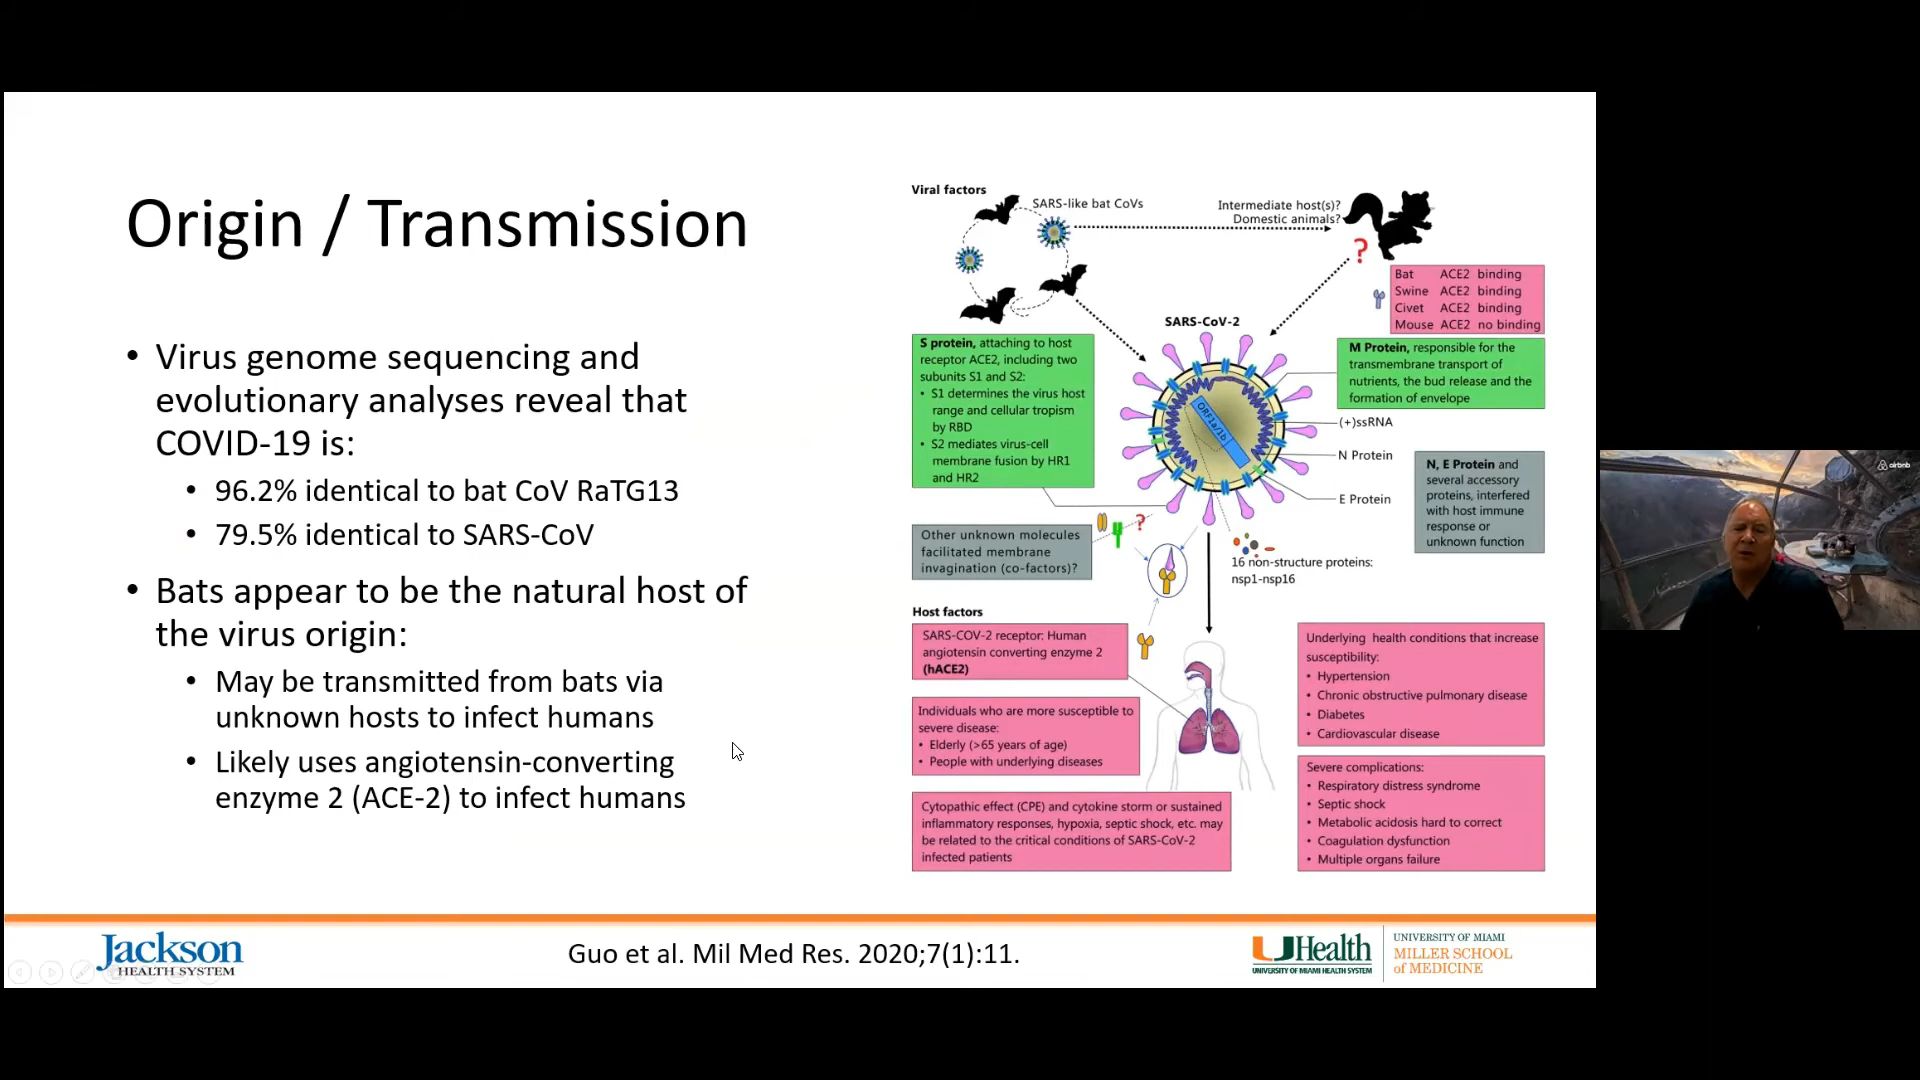 Origin / Transmission
• Virus genome sequencing and
evolutionary analyses reveal that
COVID-19 is:
• 96.2% identical to bat CoV RaTG13
• 79.5% identical to SARS-CoV
• Bats appear to be the natural host of
the virus origin:
• May be transmitted from bats via
unknown hosts to infect humans
• Likely uses angiotensin-converting
enzyme 2 (ACE-2) to infect humans
Viral factors
SARS-like bat CoVs
Intermediate host(s)?
Domestic animals?
?
Bat ACE2 binding
Swine ACE2 binding
Civet ACE2 binding
Mouse ACE2 no binding
SARS-CoV-2
S protein, attaching to host
receptor ACE2, including two
subunits S1 and S2:
• S1 determines the virus host
range and cellular tropism
by RBD
• S2 mediates virus-cell
membrane fusion by HR1
and HR2
M Protein, responsible for the
transmembrane transport of
nutrients, the bud release and the
formation of envelope
ORF1a/1b
(+)ssRNA
N Protein
E Protein
N, E Protein and
several accessory
proteins, interfered
with host immune
response or
unknown function
Other unknown molecules
facilitated membrane
invagination (co-factors)?
?
16 non-structure proteins:
nsp1-nsp16
Host factors
SARS-COV-2 receptor: Human
angiotensin converting enzyme 2
(hACE2)
Individuals who are more susceptible to
severe disease:
• Elderly (>65 years of age)
• People with underlying diseases
Cytopathic effect (CPE) and cytokine storm or sustained
inflammatory responses, hypoxia, septic shock, etc. may
be related to the critical conditions of SARS-CoV-2
infected patients
Underlying health conditions that increase
susceptibility:
• Hypertension
• Chronic obstructive pulmonary disease
• Diabetes
• Cardiovascular disease
Severe complications:
• Respiratory distress syndrome
• Septic shock
• Metabolic acidosis hard to correct
• Coagulation dysfunction
• Multiple organs failure
Jackson
HEALTH SYSTEM
Guo et al. Mil Med Res. 2020;7(1):11.
UHealth
UNIVERSITY OF MIAMI HEALTH SYSTEM
UNIVERSITY OF MIAMI
MILLER SCHOOL
of MEDICINE
airbnb